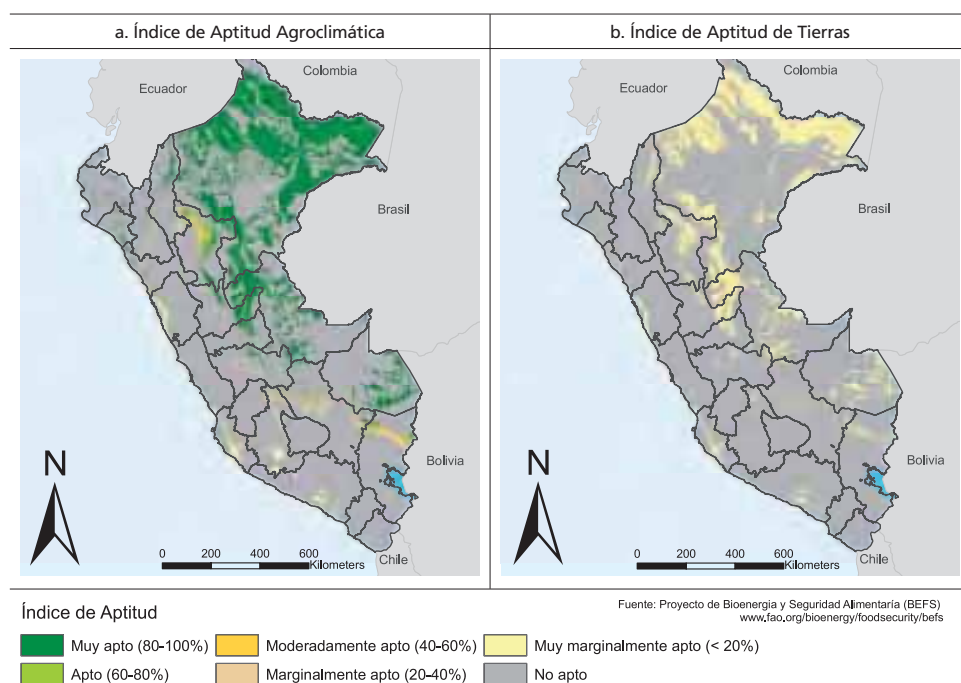 a. Índice de Aptitud Agroclimática
b. Índice de Aptitud de Tierras
Colombia
Ecuador
Brasil
Bolivia
Chile
N
0 200 400 600
Kilometers
Colombia
Ecuador
Brasil
Bolivia
Chile
N
0 200 400 600
Kilometers
Índice de Aptitud
Fuente: Proyecto de Bioenergia y Seguridad Alimentaría (BEFS)
www.fao.org/bioenergy/foodsecurity/befs
Muy apto (80-100%)
Moderadamente apto (40-60%)
Muy marginalmente apto (< 20%)
Apto (60-80%)
Marginalmente apto (20-40%)
No apto